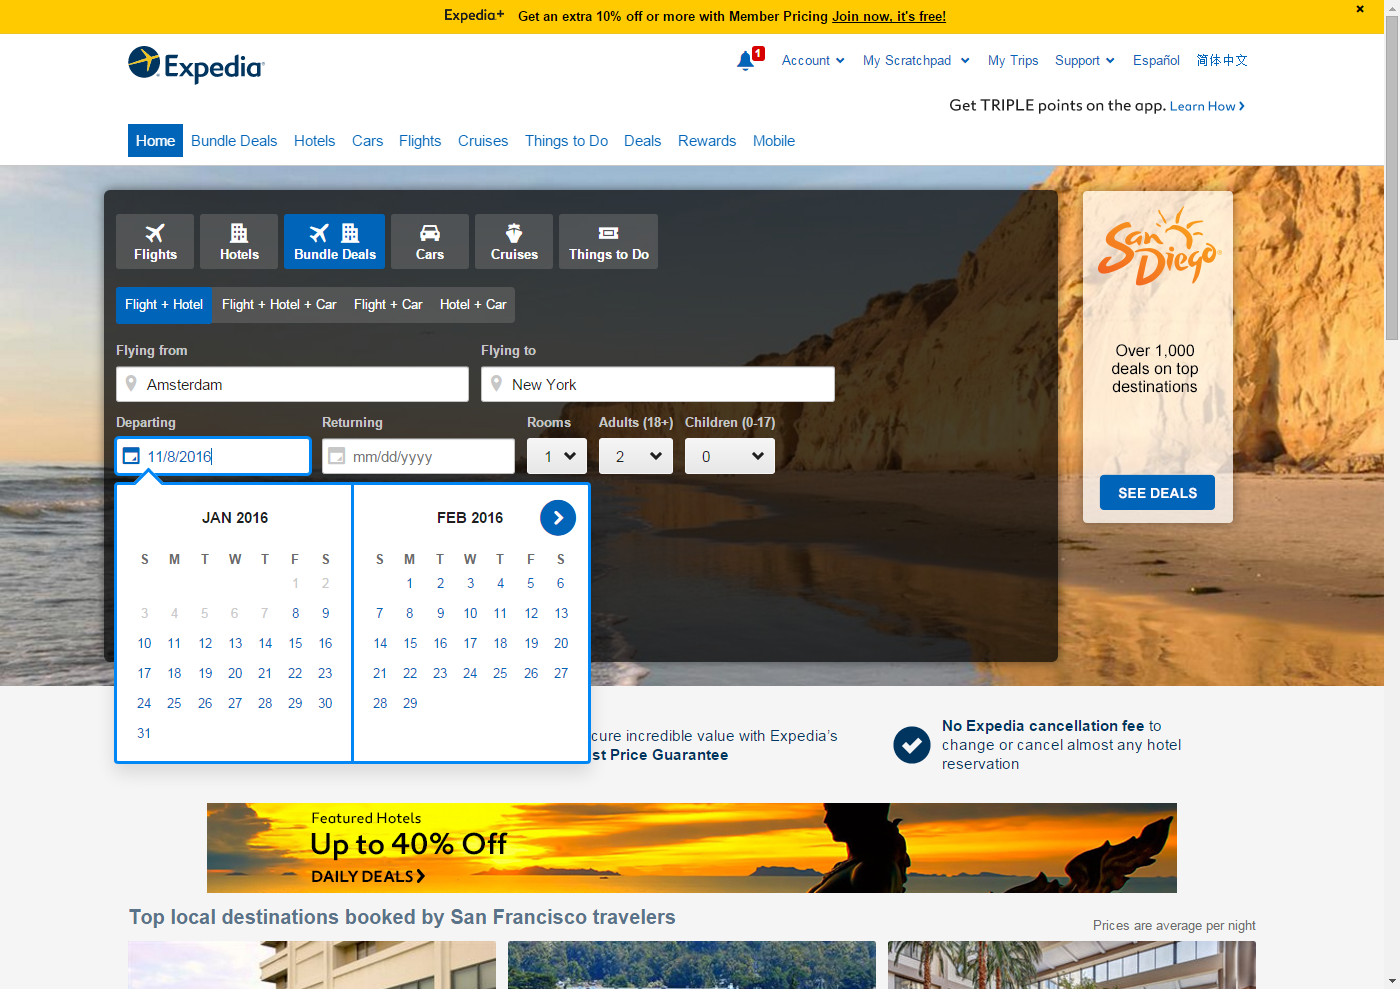 Expedia+ Get an extra 10% off or more with Member Pricing Join now, it's free!
Expedia
1 Account My Scratchpad My Trips Support Español 简体中文
Get TRIPLE points on the app. Learn How
Home Bundle Deals Hotels Cars Flights Cruises Things to Do Deals Rewards Mobile
Flights Hotels Bundle Deals Cars Cruises Things to Do
Flight + Hotel Flight + Hotel + Car Flight + Car Hotel + Car
Flying from Flying to
Amsterdam New York
Departing Returning Rooms Adults (18+) Children (0-17)
11/8/2016 mm/dd/yyyy 1 2 0
JAN 2016
S M T W T F S
1 2
3 4 5 6 7 8 9
10 11 12 13 14 15 16
17 18 19 20 21 22 23
24 25 26 27 28 29 30
31
FEB 2016
S M T W T F S
1 2 3 4 5 6
7 8 9 10 11 12 13
14 15 16 17 18 19 20
21 22 23 24 25 26 27
28 29
San Diego
Over 1,000
deals on top
destinations
SEE DEALS
cure incredible value with Expedia's
st Price Guarantee
No Expedia cancellation fee to
change or cancel almost any hotel
reservation
Featured Hotels
Up to 40% Off
DAILY DEALS
Top local destinations booked by San Francisco travelers
Prices are average per night